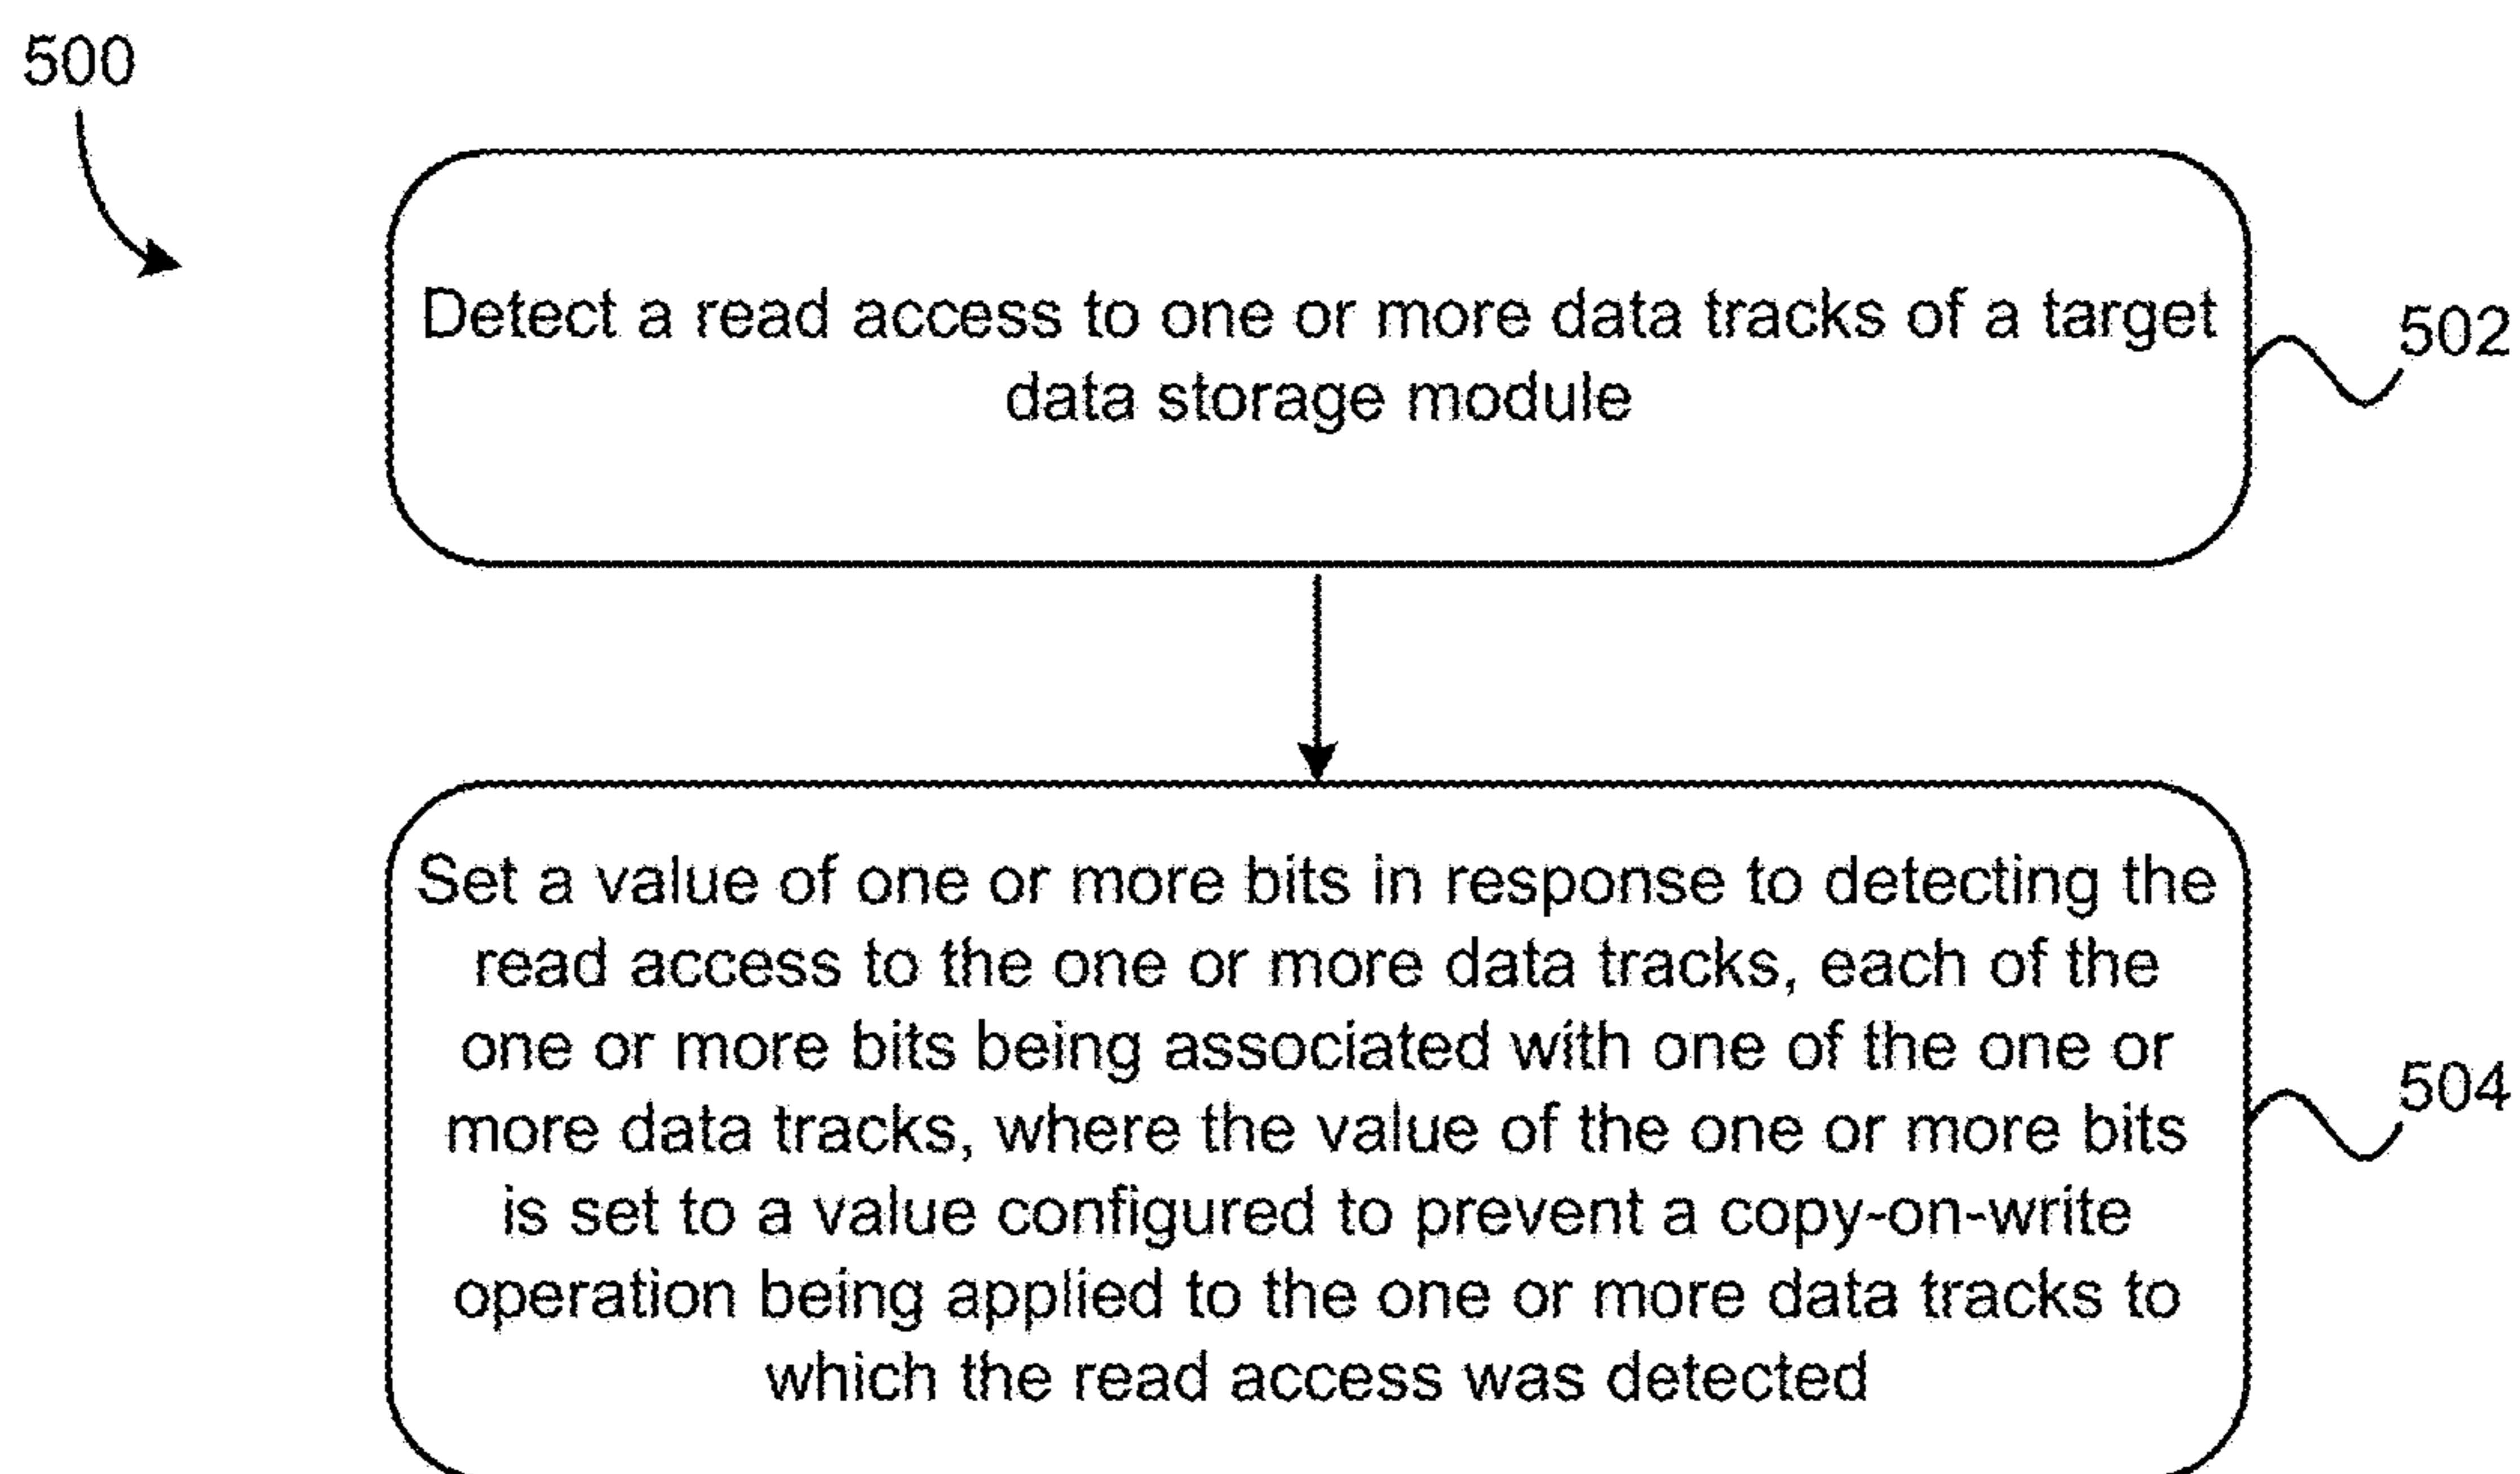 500
Detect a read access to one or more data tracks of a target
data storage module
502
Set a value of one or more bits in response to detecting the
read access to the one or more data tracks, each of the
one or more bits being associated with one of the one or
more data tracks, where the value of the one or more bits
is set to a value configured to prevent a copy-on-write
operation being applied to the one or more data tracks to
which the read access was detected
504